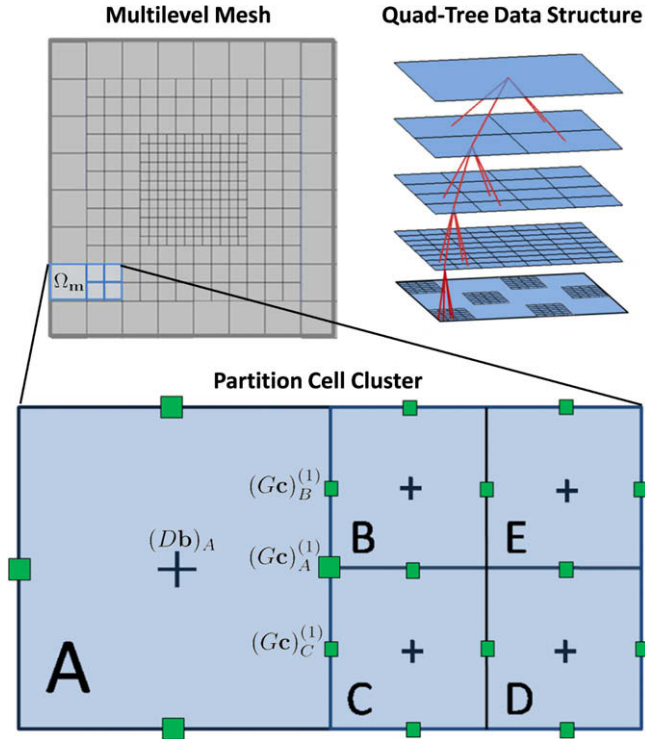 Multilevel Mesh
Quad-Tree Data Structure
Ωₘ
Partition Cell Cluster
(Gc)_B^(1)
B
E
(Db)_A
(Gc)_A^(1)
A
(Gc)_C^(1)
C
D